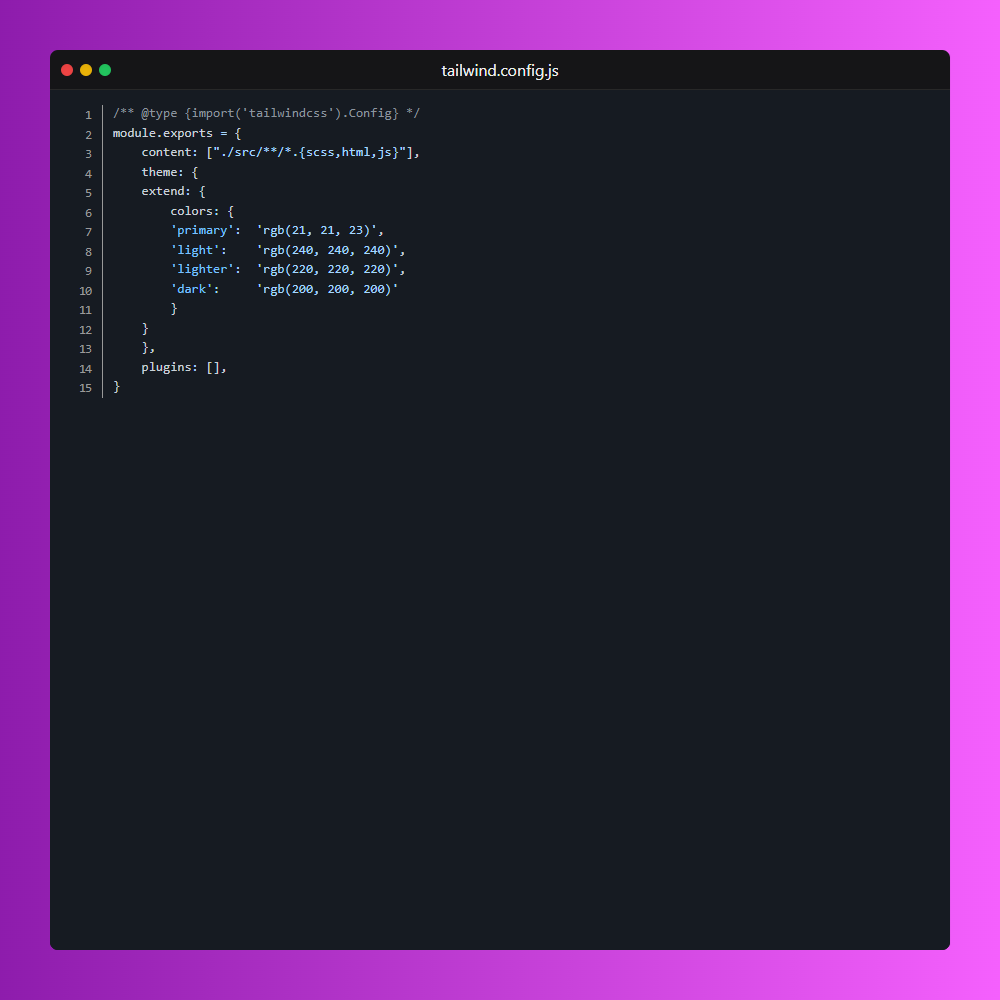 tailwind.config.js
1 /** @type {import('tailwindcss').Config} */
2 module.exports = {
3     content: ["./src/**/*.{scss,html,js}"],
4     theme: {
5     extend: {
6         colors: {
7         'primary':  'rgb(21, 21, 23)',
8         'light':    'rgb(240, 240, 240)',
9         'lighter':  'rgb(220, 220, 220)',
10         'dark':     'rgb(200, 200, 200)'
11         }
12     }
13     },
14     plugins: [],
15 }